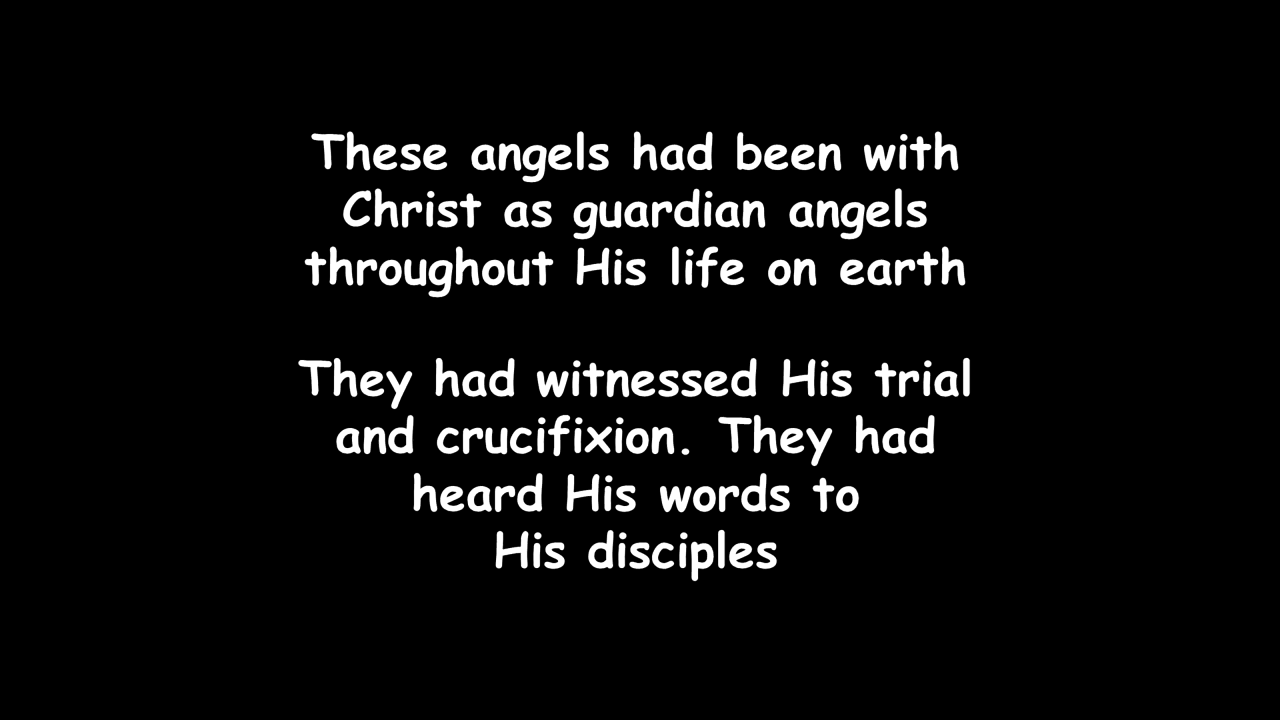 These angels had been with
Christ as guardian angels
throughout His life on earth
They had witnessed His trial
and crucifixion. They had
heard His words to
His disciples